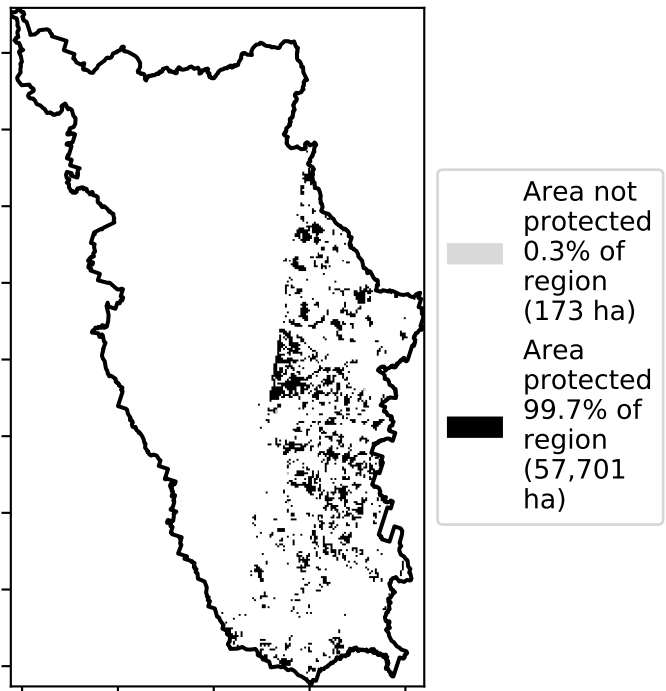 Area not
protected
0.3% of
region
(173 ha)
Area
protected
99.7% of
region
(57,701
ha)